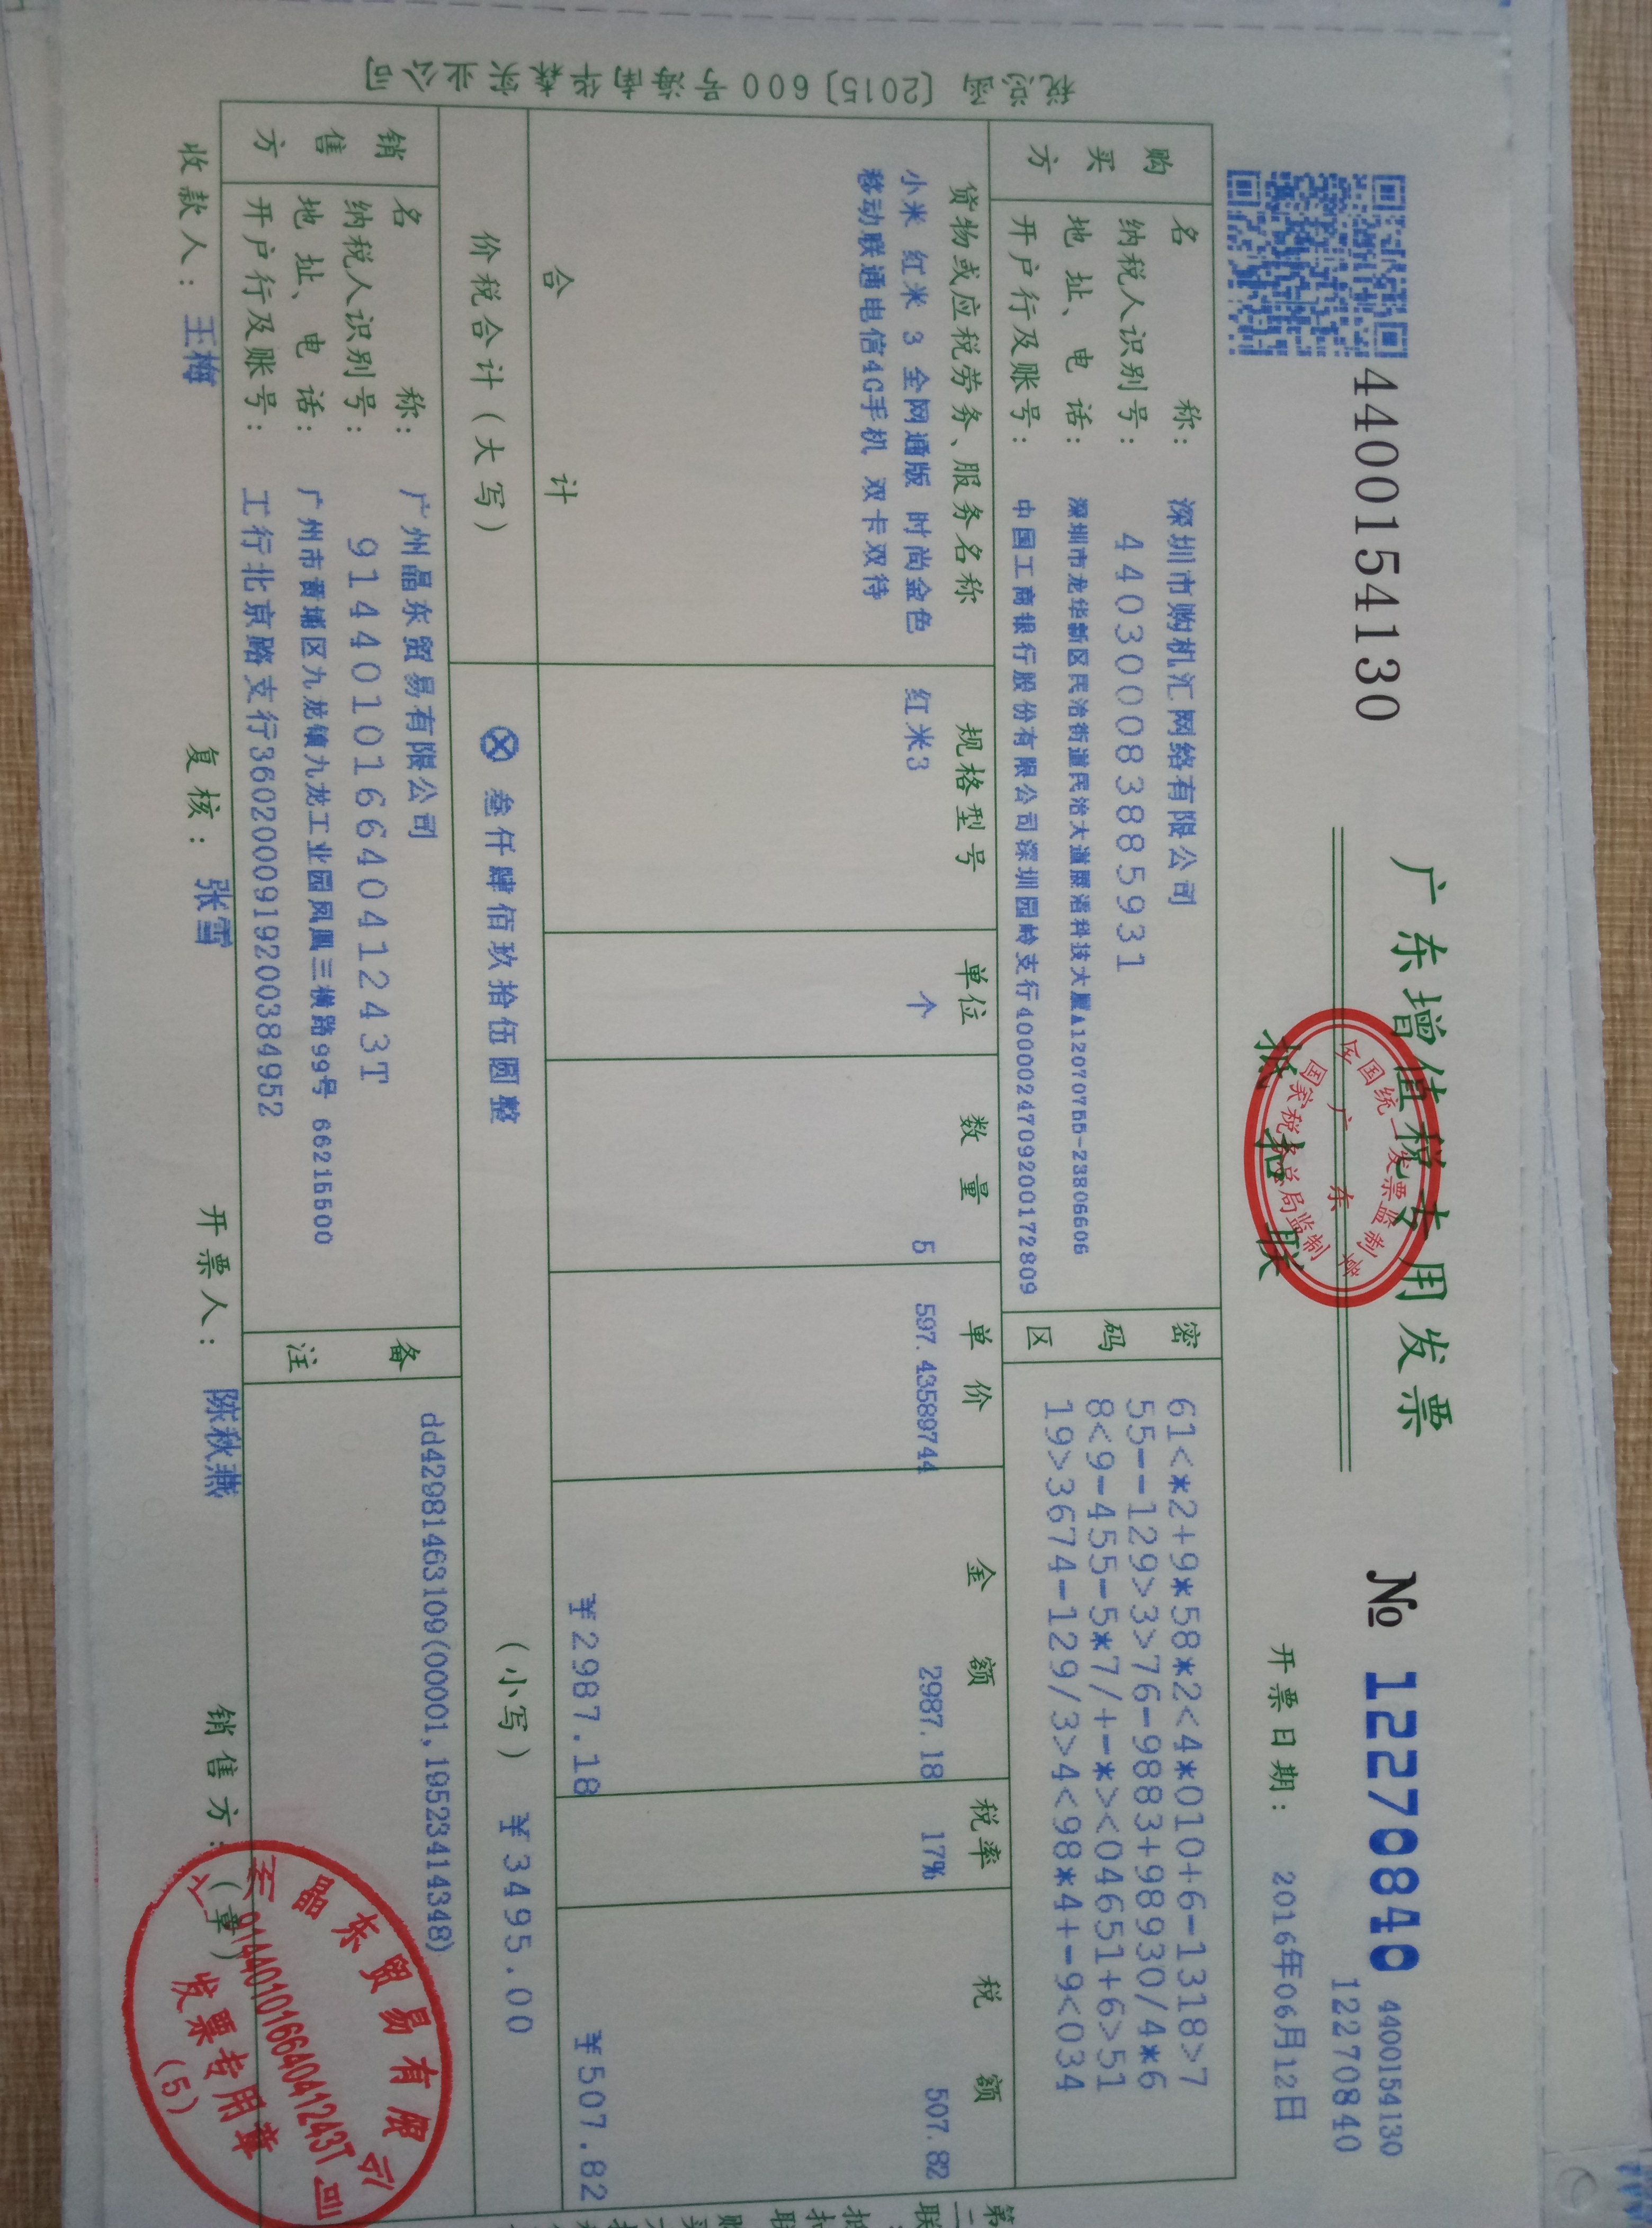 广东增值税专用发票
4400154130
№ 12270840
4400154130
12270840
全国统一发票监制章
广 东
国家税务总局监制
抵扣联
开票日期: 2016年06月12日
购买方
名 称: 深圳市购机汇网络有限公司
纳税人识别号: 440300083885931
地 址、电 话: 深圳市龙华新区民治街道民治大道展滔科技大厦A12070755-23806606
开户行及账号: 中国工商银行股份有限公司深圳园岭支行4000024709200172809
密码区
61<*2+9*58*2<4*010+6-1318>7
55--129>3>76-9883+98930/4*6
8<9-455-5*7/+-*><04651+6>51
19>3674-129/3>4<98*4+-9<034
货物或应税劳务、服务名称 规格型号 单位 数 量 单 价 金 额 税率 税 额
小米 红米 3 全网通版 时尚金色 红米3 个 5 597.43589744 2987.18 17% 507.82
移动联通电信4G手机 双卡双待
合 计 ¥2987.18 ¥507.82
价税合计(大写) ⊗ 叁仟肆佰玖拾伍圆整 (小写) ¥3495.00
销售方
名 称: 广州晶东贸易有限公司
纳税人识别号: 91440101664041243T
地 址、电 话: 广州市黄埔区九龙镇九龙工业园凤凰三横路99号 66215500
开户行及账号: 工行北京路支行3602000919200384952
备注
dd42981463109(00001,19523414348)
收款人: 王梅 复核: 张雪 开票人: 陈秋燕 销售方:(章)
广州晶东贸易有限公司
91440101664041243T
发票专用章
(5)
税总函〔2015〕600号海南华森实业公司
第二联:抵扣联